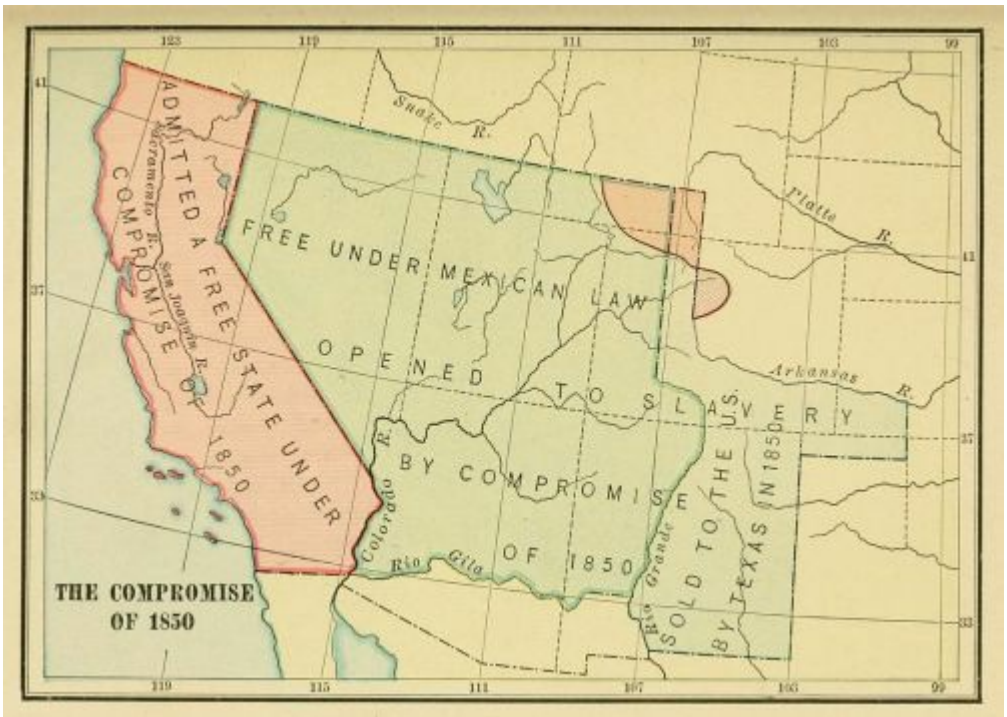 123 119 115 111 107 103 99
41
Snake R.
Platte R.
ADMITTED A FREE STATE UNDER
COMPROMISE OF 1850
Sacramento R.
San Joaquin R.
FREE UNDER MEXICAN LAW
41
37
OPENED TO SLAVERY
Arkansas R.
37
BY COMPROMISE
OF 1850
SOLD TO THE U.S.
BY TEXAS IN 1850
Colorado R.
Rio Gila
Rio Grande
33
33
THE COMPROMISE
OF 1850
119 115 111 107 103 99